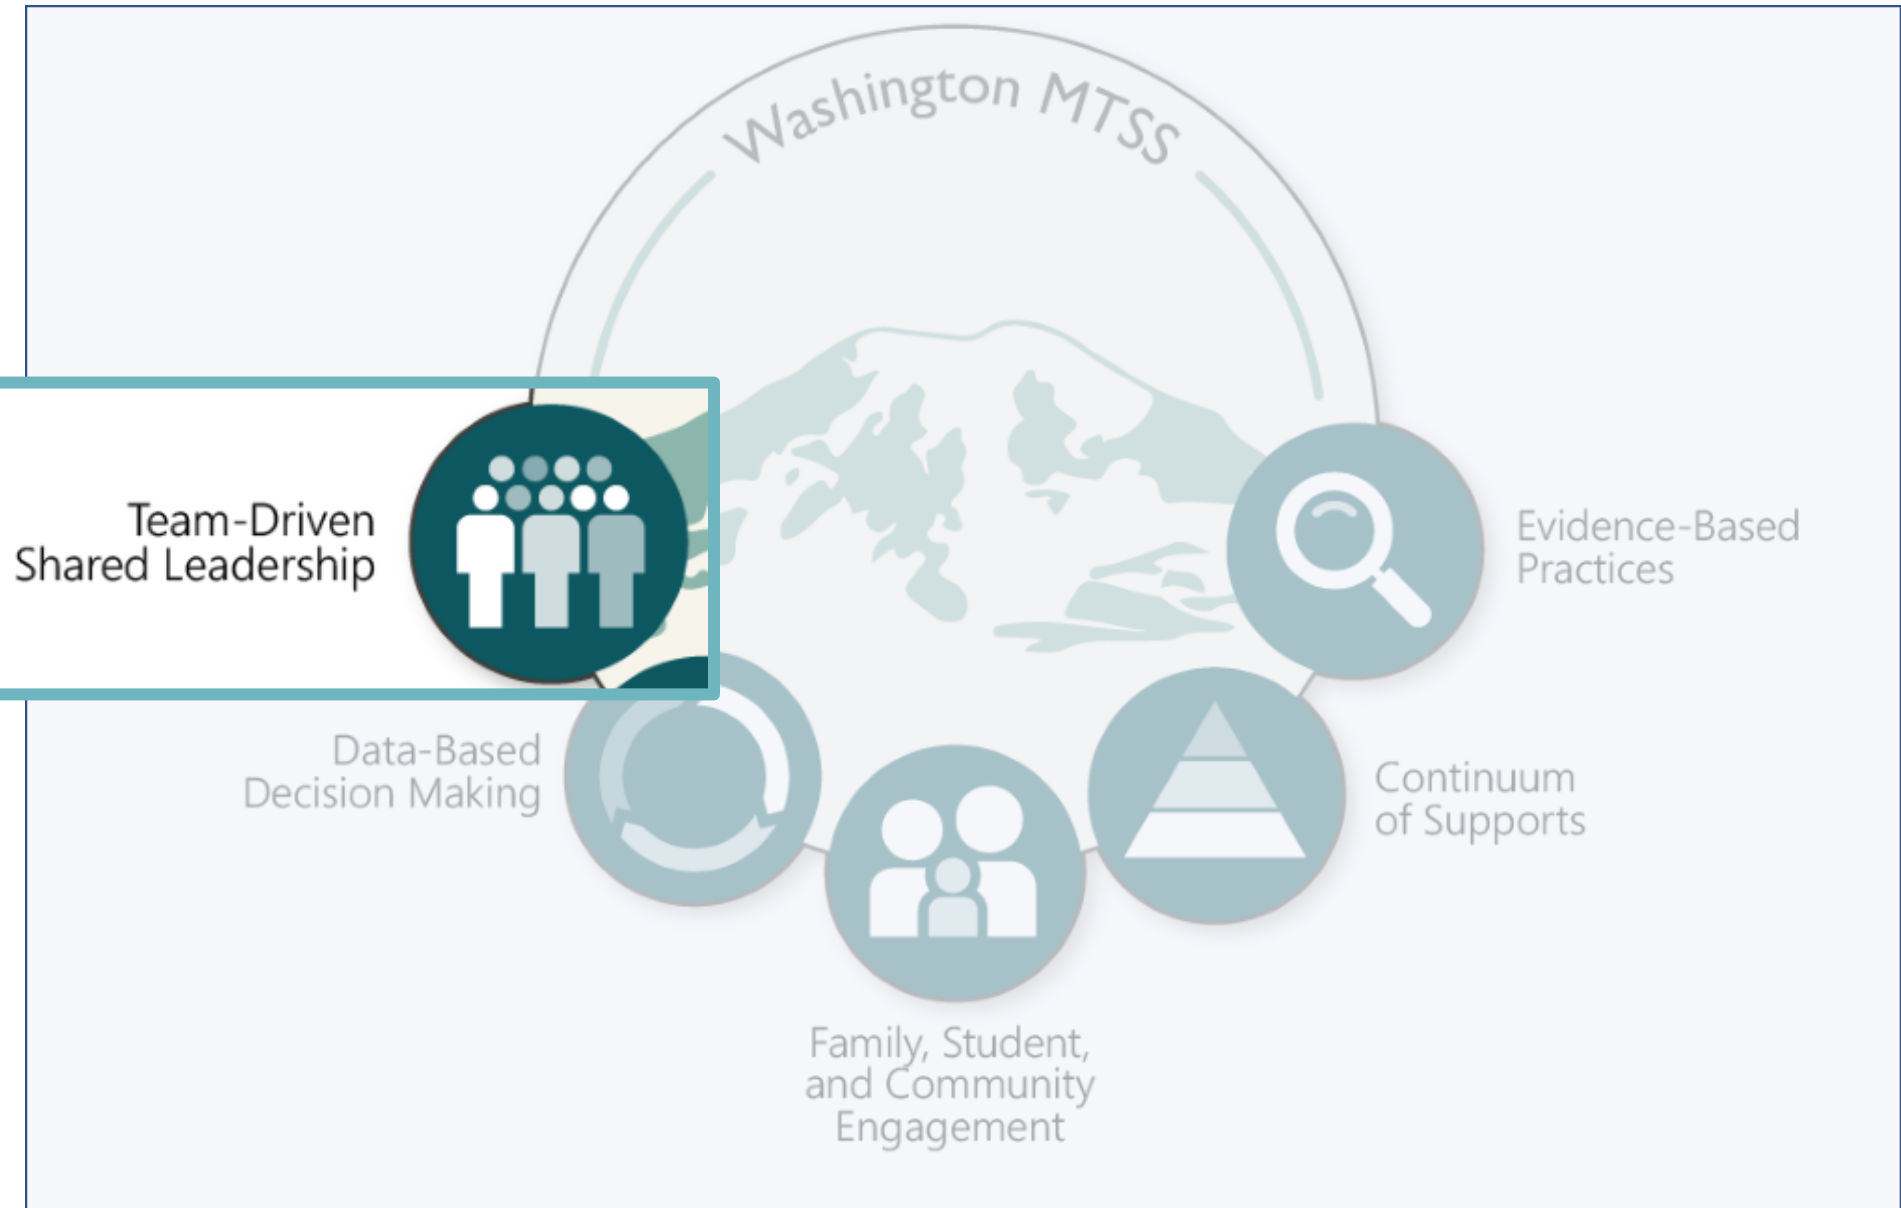 Washington MTSS
Team-Driven
Shared Leadership
Evidence-Based
Practices
Data-Based
Decision Making
Continuum
of Supports
Family, Student,
and Community
Engagement